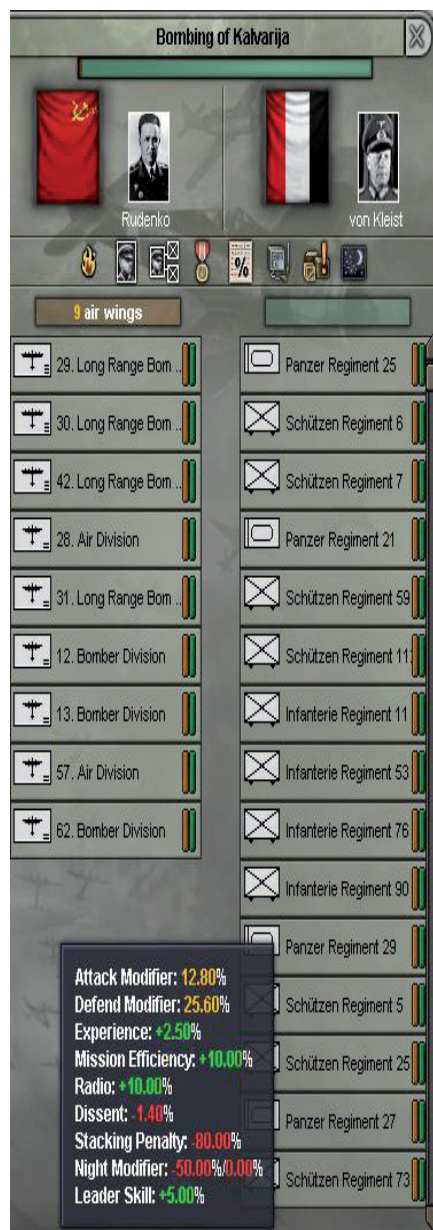 Bombing of Kalvarija
Rudenko
von Kleist
%
9 air wings
29. Long Range Bom ..
30. Long Range Bom ..
42. Long Range Bom ..
28. Air Division
31. Long Range Bom ..
12. Bomber Division
13. Bomber Division
57. Air Division
62. Bomber Division
Panzer Regiment 25
Schützen Regiment 6
Schützen Regiment 7
Panzer Regiment 21
Schützen Regiment 59
Schützen Regiment 11
Infanterie Regiment 11
Infanterie Regiment 53
Infanterie Regiment 76
Infanterie Regiment 90
Panzer Regiment 29
Schützen Regiment 5
Schützen Regiment 25
Panzer Regiment 27
Schützen Regiment 73
Attack Modifier: 12.80%
Defend Modifier: 25.60%
Experience: +2.50%
Mission Efficiency: +10.00%
Radio: +10.00%
Dissent: -1.40%
Stacking Penalty: -80.00%
Night Modifier: -50.00%/0.00%
Leader Skill: +5.00%